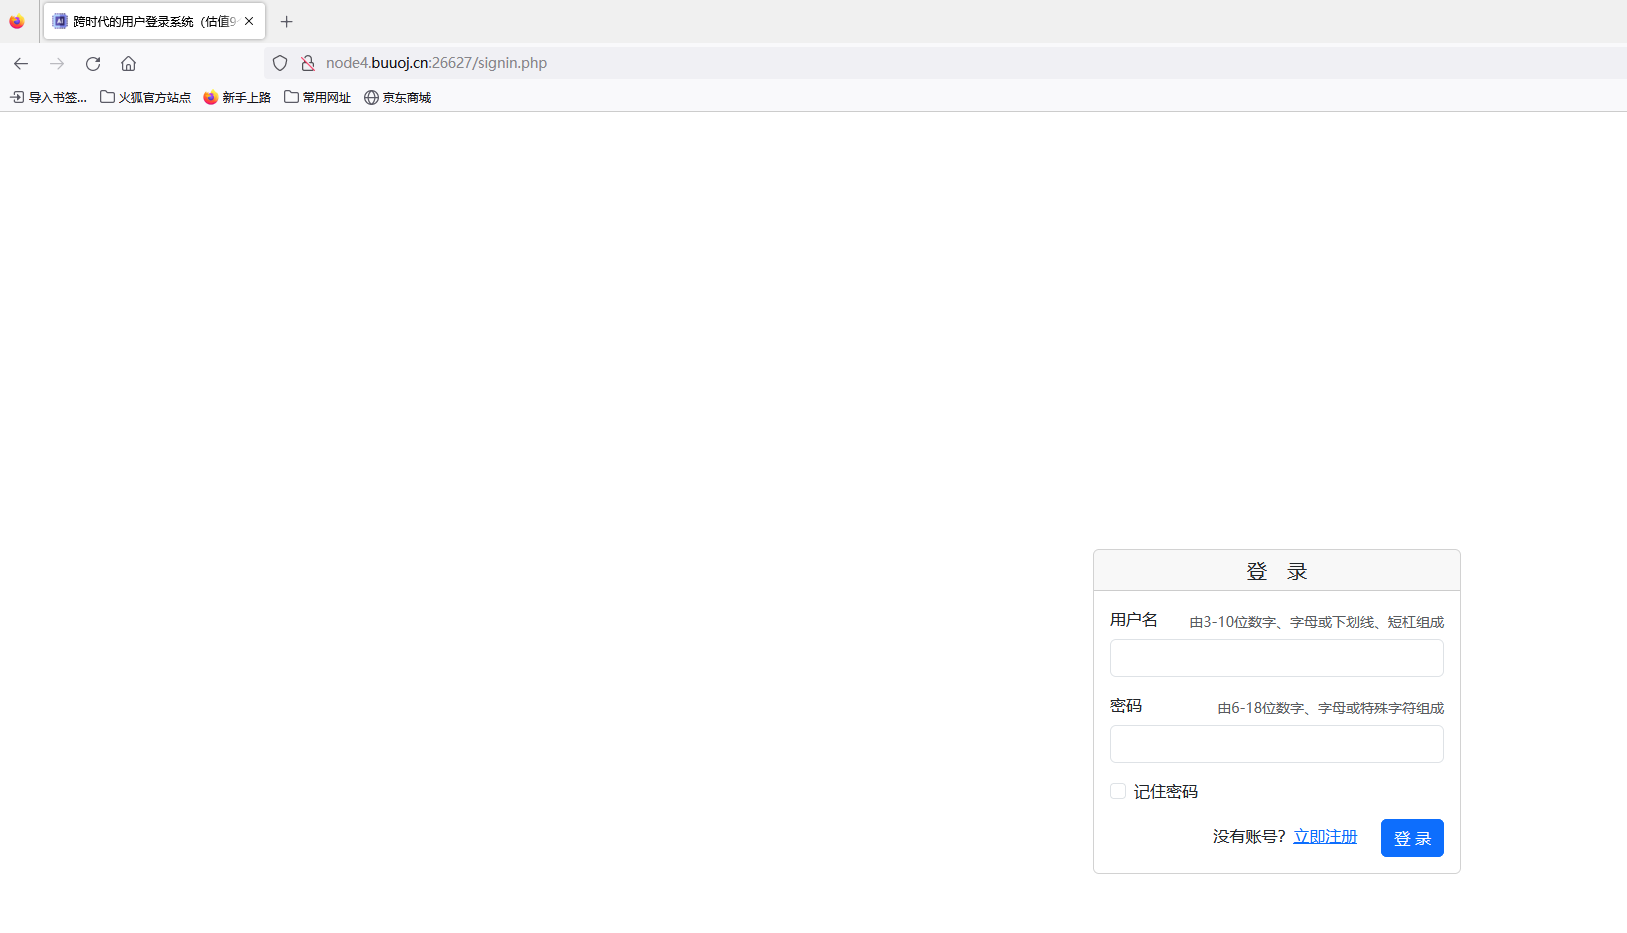 跨时代的用户登录系统（估值9
node4.buuoj.cn:26627/signin.php
导入书签... 火狐官方站点 新手上路 常用网址 京东商城
登 录
用户名 由3-10位数字、字母或下划线、短杠组成
密码 由6-18位数字、字母或特殊字符组成
记住密码
没有账号？立即注册 登 录